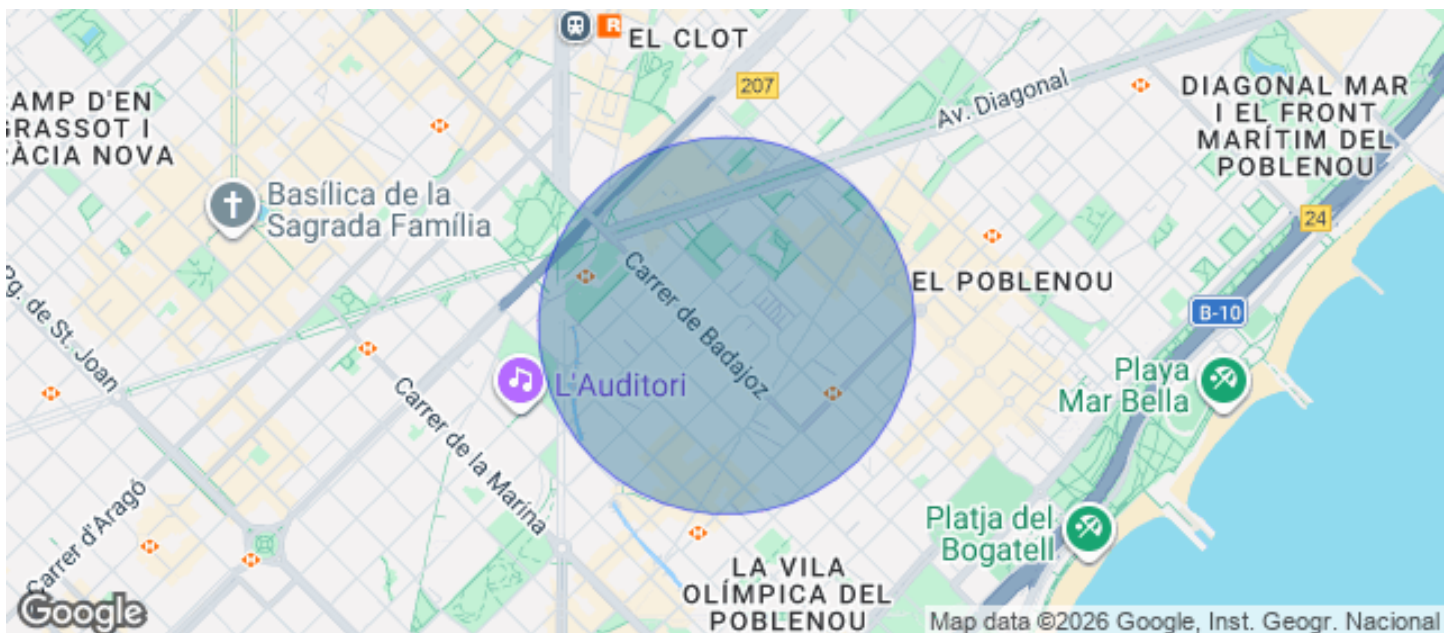 EL CLOT
207
Av. Diagonal
DIAGONAL MAR
I EL FRONT
MARÍTIM DEL
POBLENOU
AMP D'EN
GRASSOT I
RÀCIA NOVA
Basílica de la
Sagrada Família
24
Carrer de Badajoz
EL POBLENOU
B-10
Pg. de St. Joan
L'Auditori
Playa
Mar Bella
Carrer de la Marina
Carrer d'Aragó
Platja del
Bogatell
LA VILA
OLÍMPICA DEL
POBLENOU
Google
Map data ©2026 Google, Inst. Geogr. Nacional